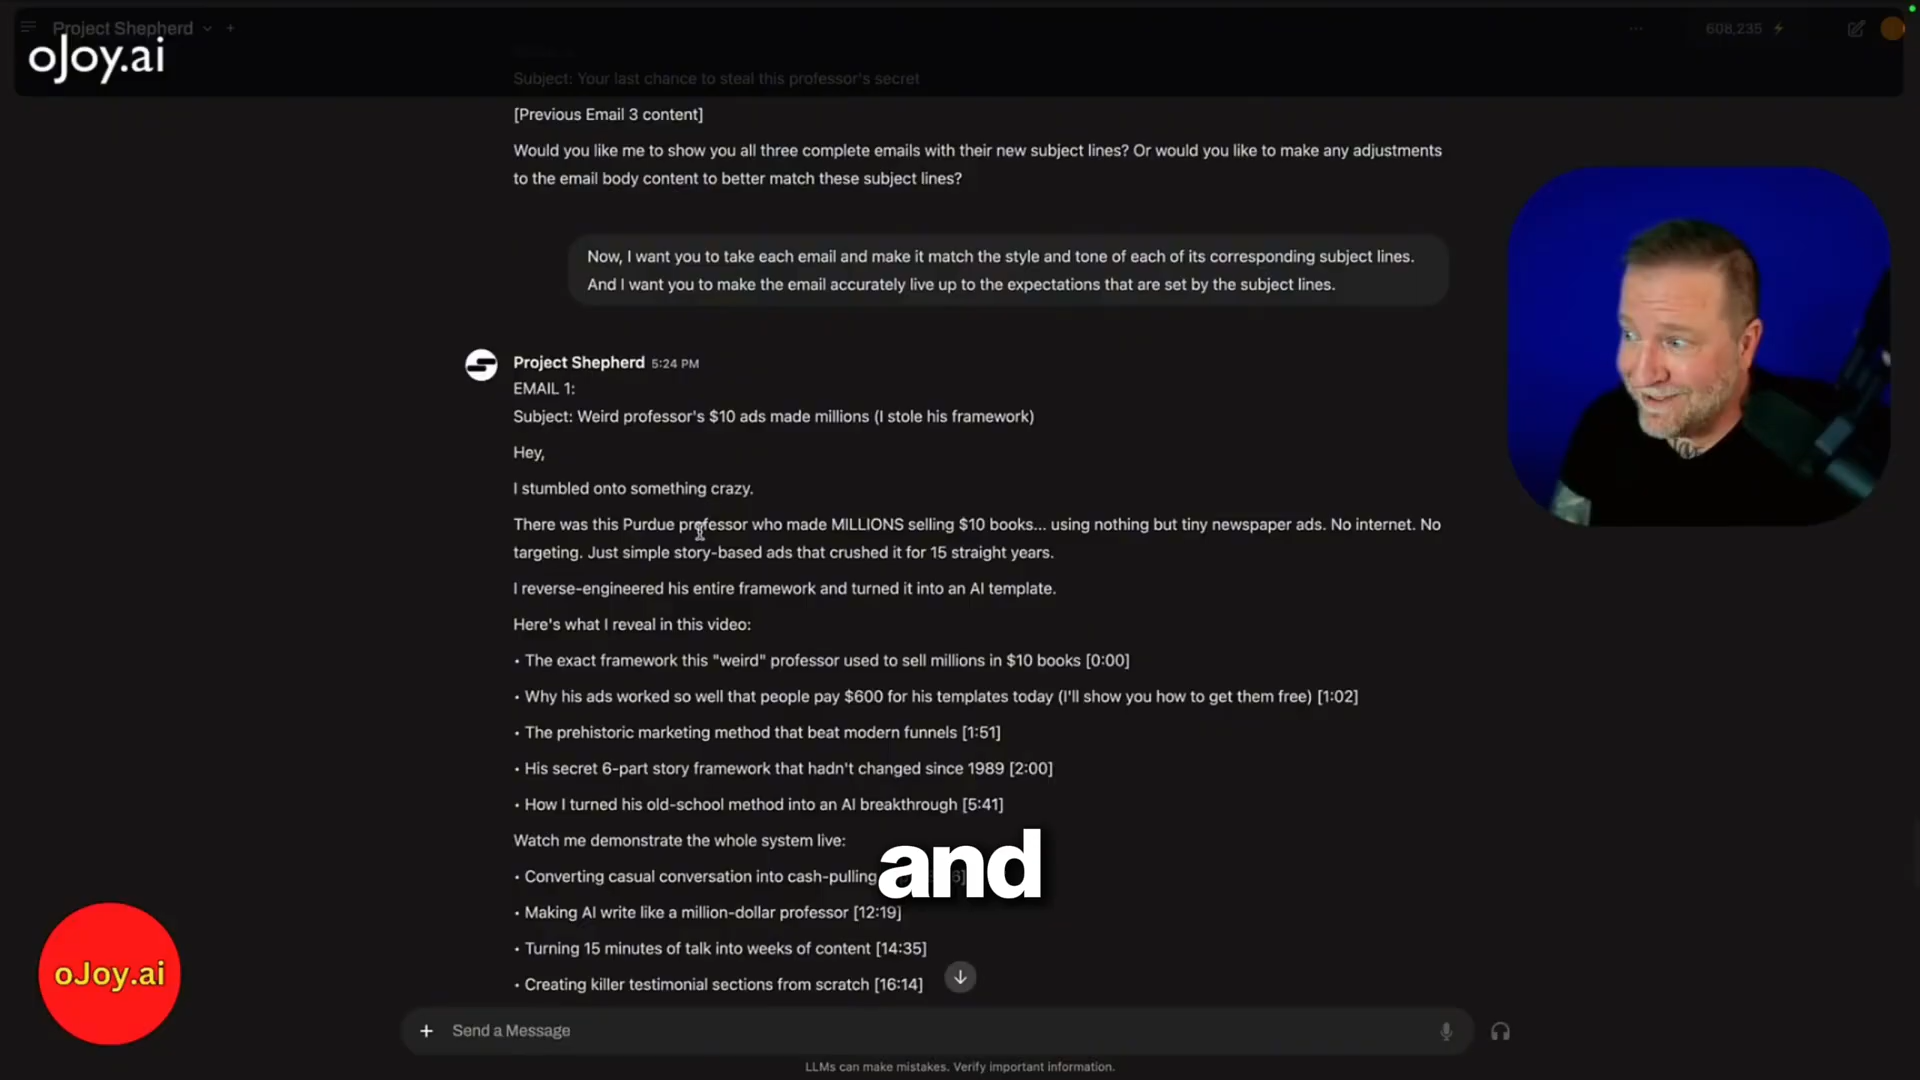 Project Shepherd
608,235
oJoy.ai
Subject: Your last chance to steal this professor's secret
[Previous Email 3 content]
Would you like me to show you all three complete emails with their new subject lines? Or would you like to make any adjustments
to the email body content to better match these subject lines?
Now, I want you to take each email and make it match the style and tone of each of its corresponding subject lines.
And I want you to make the email accurately live up to the expectations that are set by the subject lines.
Project Shepherd 5:24 PM
EMAIL 1:
Subject: Weird professor's $10 ads made millions (I stole his framework)
Hey,
I stumbled onto something crazy.
There was this Purdue professor who made MILLIONS selling $10 books... using nothing but tiny newspaper ads. No internet. No
targeting. Just simple story-based ads that crushed it for 15 straight years.
I reverse-engineered his entire framework and turned it into an AI template.
Here's what I reveal in this video:
• The exact framework this "weird" professor used to sell millions in $10 books [0:00]
• Why his ads worked so well that people pay $600 for his templates today (I'll show you how to get them free) [1:02]
• The prehistoric marketing method that beat modern funnels [1:51]
• His secret 6-part story framework that hadn't changed since 1989 [2:00]
• How I turned his old-school method into an AI breakthrough [5:41]
Watch me demonstrate the whole system live:
and
• Converting casual conversation into cash-pulling
• Making AI write like a million-dollar professor [12:19]
• Turning 15 minutes of talk into weeks of content [14:35]
oJoy.ai
• Creating killer testimonial sections from scratch [16:14]
Send a Message
LLMs can make mistakes. Verify important information.